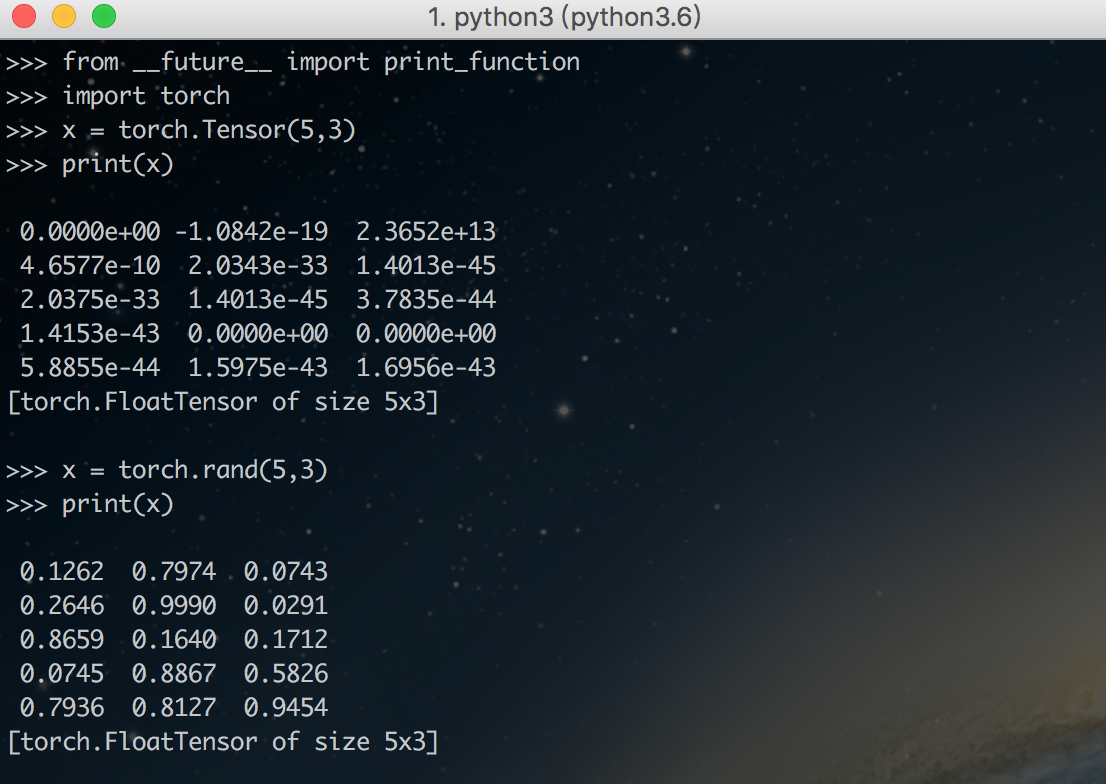 1. python3 (python3.6)
>>> from __future__ import print_function
>>> import torch
>>> x = torch.Tensor(5,3)
>>> print(x)
0.0000e+00 -1.0842e-19  2.3652e+13
4.6577e-10  2.0343e-33  1.4013e-45
2.0375e-33  1.4013e-45  3.7835e-44
1.4153e-43  0.0000e+00  0.0000e+00
5.8855e-44  1.5975e-43  1.6956e-43
[torch.FloatTensor of size 5x3]
>>> x = torch.rand(5,3)
>>> print(x)
0.1262  0.7974  0.0743
0.2646  0.9990  0.0291
0.8659  0.1640  0.1712
0.0745  0.8867  0.5826
0.7936  0.8127  0.9454
[torch.FloatTensor of size 5x3]